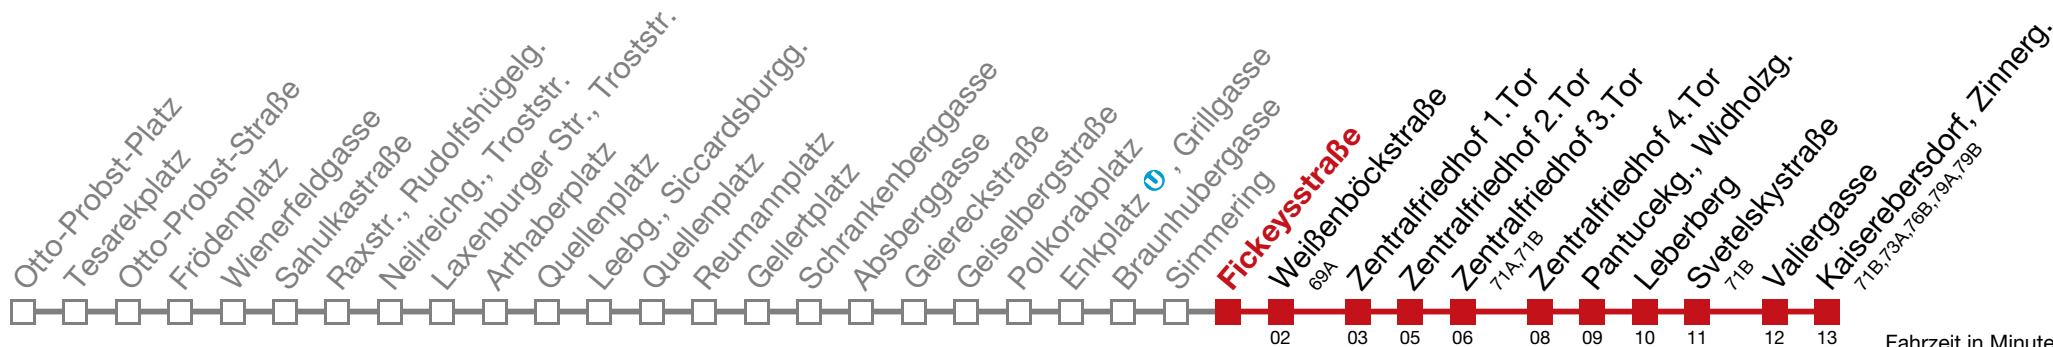 Otto-Probst-Platz
Tesarekplatz
Otto-Probst-Straße
Frödenplatz
Wienerfeldgasse
Sahulkastraße
Raxstr., Rudolfshügelg.
Neilreichg., Troststr.
Laxenburger Str., Troststr.
Arthaberplatz
Quellenplatz
Leebg., Siccardsburgg.
Quellenplatz
Reumannplatz
Gellertplatz
Schrankenberggasse
Absberggasse
Geiereckstraße
Geiselbergstraße
Polkorabplatz
Enkplatz U, Grillgasse
Braunhubergasse
Simmering
Fickeysstraße
Weißenböckstraße
69A
Zentralfriedhof 1.Tor
Zentralfriedhof 2.Tor
Zentralfriedhof 3.Tor
71A,71B
Zentralfriedhof 4.Tor
Pantucekg., Widholzg.
Leberberg
Svetelskystraße
71B
Valiergasse
Kaiserebersdorf, Zinnerg.
71B,73A,76B,79A,79B
02 03 05 06 08 09 10 11 12 13
Fahrzeit in Minute